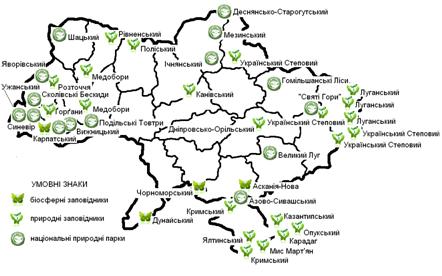 Деснянсько-Старогутський
Шацький
Рівненський
Поліський
Мезинський
Ічнянський
Яворівський
Медобори
Український Степовий
Гомільшанські Ліси
Ужанський
Розточчя
Сколівські Бескиди
Канівський
"Святі Гори"
Луганський
Горгани
Медобори
Луганський
Синевір
Подільські Товтри
Дніпровсько-Орільський
Український Степовий
Луганський
Карпатський
Вижницький
Український Степовий
Український Степовий
Великий Луг
УМОВНІ ЗНАКИ
Чорноморський
Асканія-Нова
біосферні заповідники
Азово-Сивашський
Дунайський
Кримський
природні заповідники
Казантипський
Опукський
національні природні парки
Ялтинський
Карадаг
Мис Март'ян
Кримський